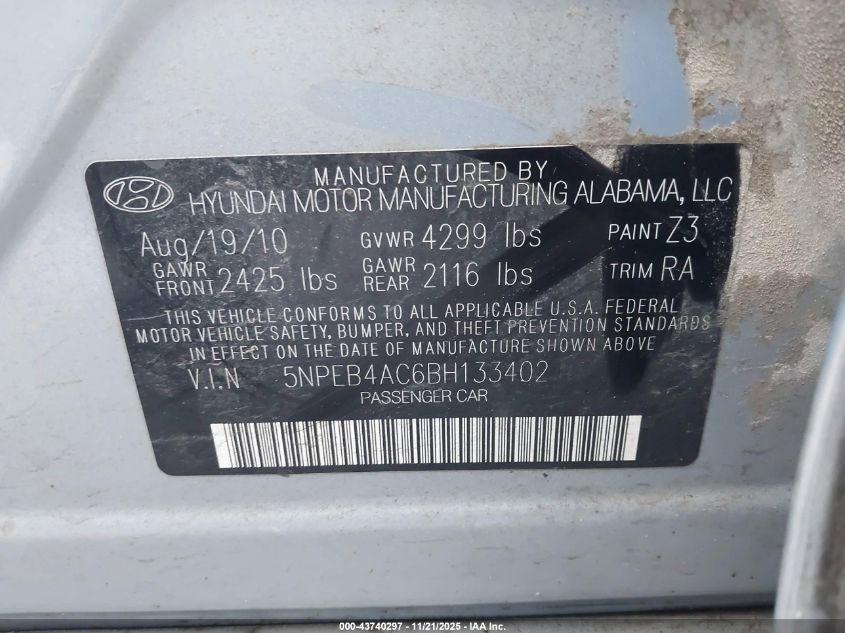 MANUFACTURED BY
HYUNDAI MOTOR MANUFACTURING ALABAMA, LLC
Aug/19/10 GVWR 4299 lbs PAINT Z3
GAWR FRONT 2425 lbs GAWR REAR 2116 lbs TRIM RA
THIS VEHICLE CONFORMS TO ALL APPLICABLE U.S.A. FEDERAL
MOTOR VEHICLE SAFETY, BUMPER, AND THEFT PREVENTION STANDARDS
IN EFFECT ON THE DATE OF MANUFACTURE SHOWN ABOVE
V.I.N 5NPEB4AC6BH133402
PASSENGER CAR
000-43740297 - 11/21/2025 - IAA Inc.